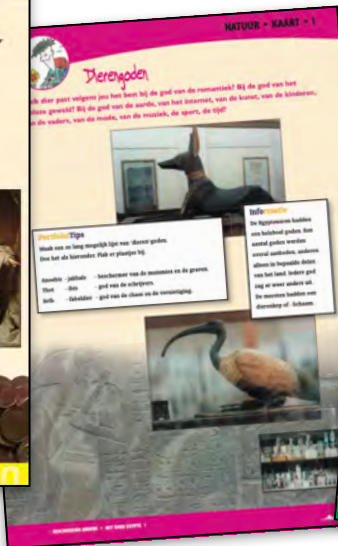 NATUUR • KAART • 1
Dierengoden
dier past volgens jou het best bij de god van de romantiek? Bij de god van het
geweld? Bij de god van de aarde, van het internet, van de kunst, van de kinderen,
de vaders, van de mode, van de muziek, de sport, de tijd?
PortfolioTips
Maak een zo lang mogelijk lijst van 'dieren'goden.
Doe het als hieronder. Plak er plaatjes bij.
Anoebis - jakhals - beschermer van de mummies en de graven.
Thot - ibis - god van de schrijvers.
Seth - fabeldier - god van de chaos en de vernietiging.
Informatie
De Egyptenaren hadden
een heleboel goden. Een
aantal goden werden
overal aanbeden, anderen
alleen in bepaalde delen
van het land. Iedere god
zag er weer anders uit.
De meesten hadden een
dierenkop of -lichaam.
HET OUDE EGYPTE